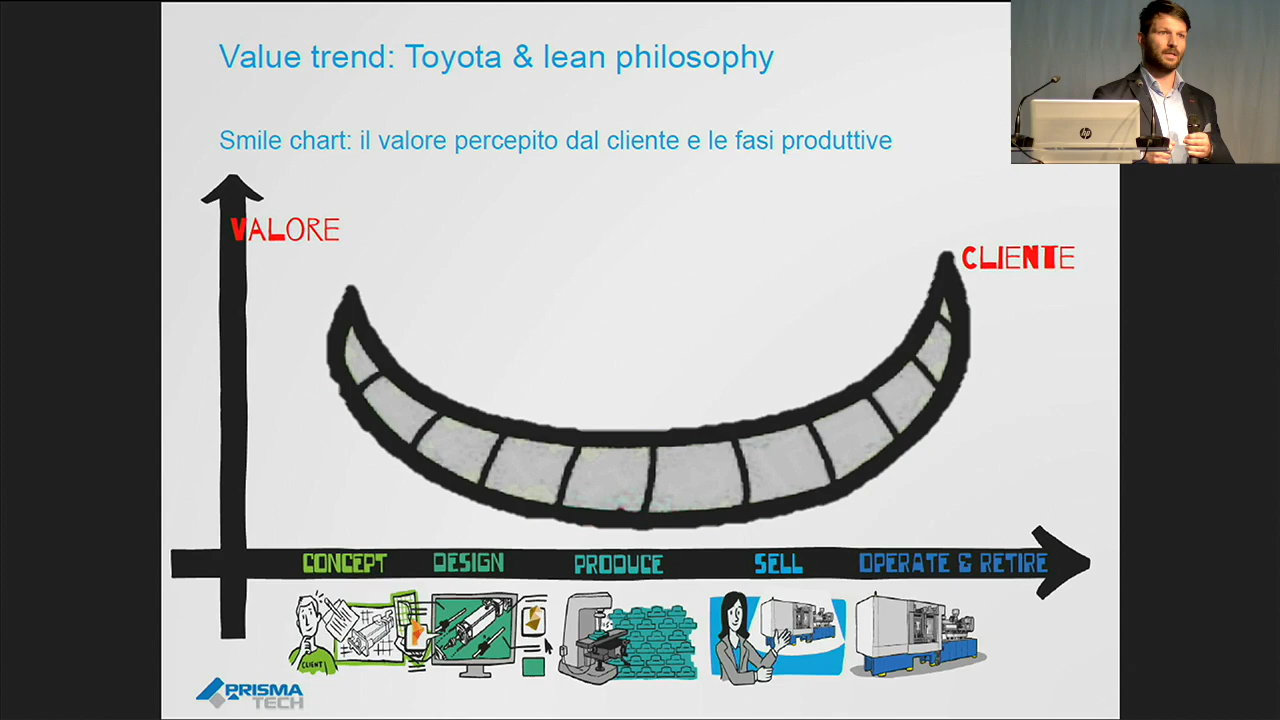 Value trend: Toyota & lean philosophy
Smile chart: il valore percepito dal cliente e le fasi produttive
VALORE
CLIENTE
CONCEPT DESIGN PRODUCE SELL OPERATE & RETIRE
CLIENT
PRISMA
TECH
hp